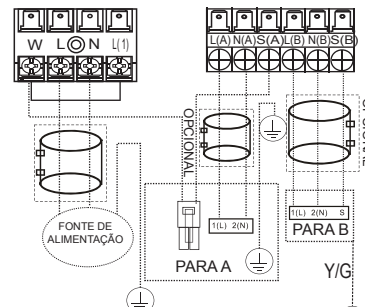 W L N L(1)
L(A) N(A) S(A) L(B) N(B) S(B)
OPCIONAL
FONTE DE
ALIMENTAÇÃO
1(L) 2(N)
PARA A
1(L) 2(N) S
PARA B
Y/G